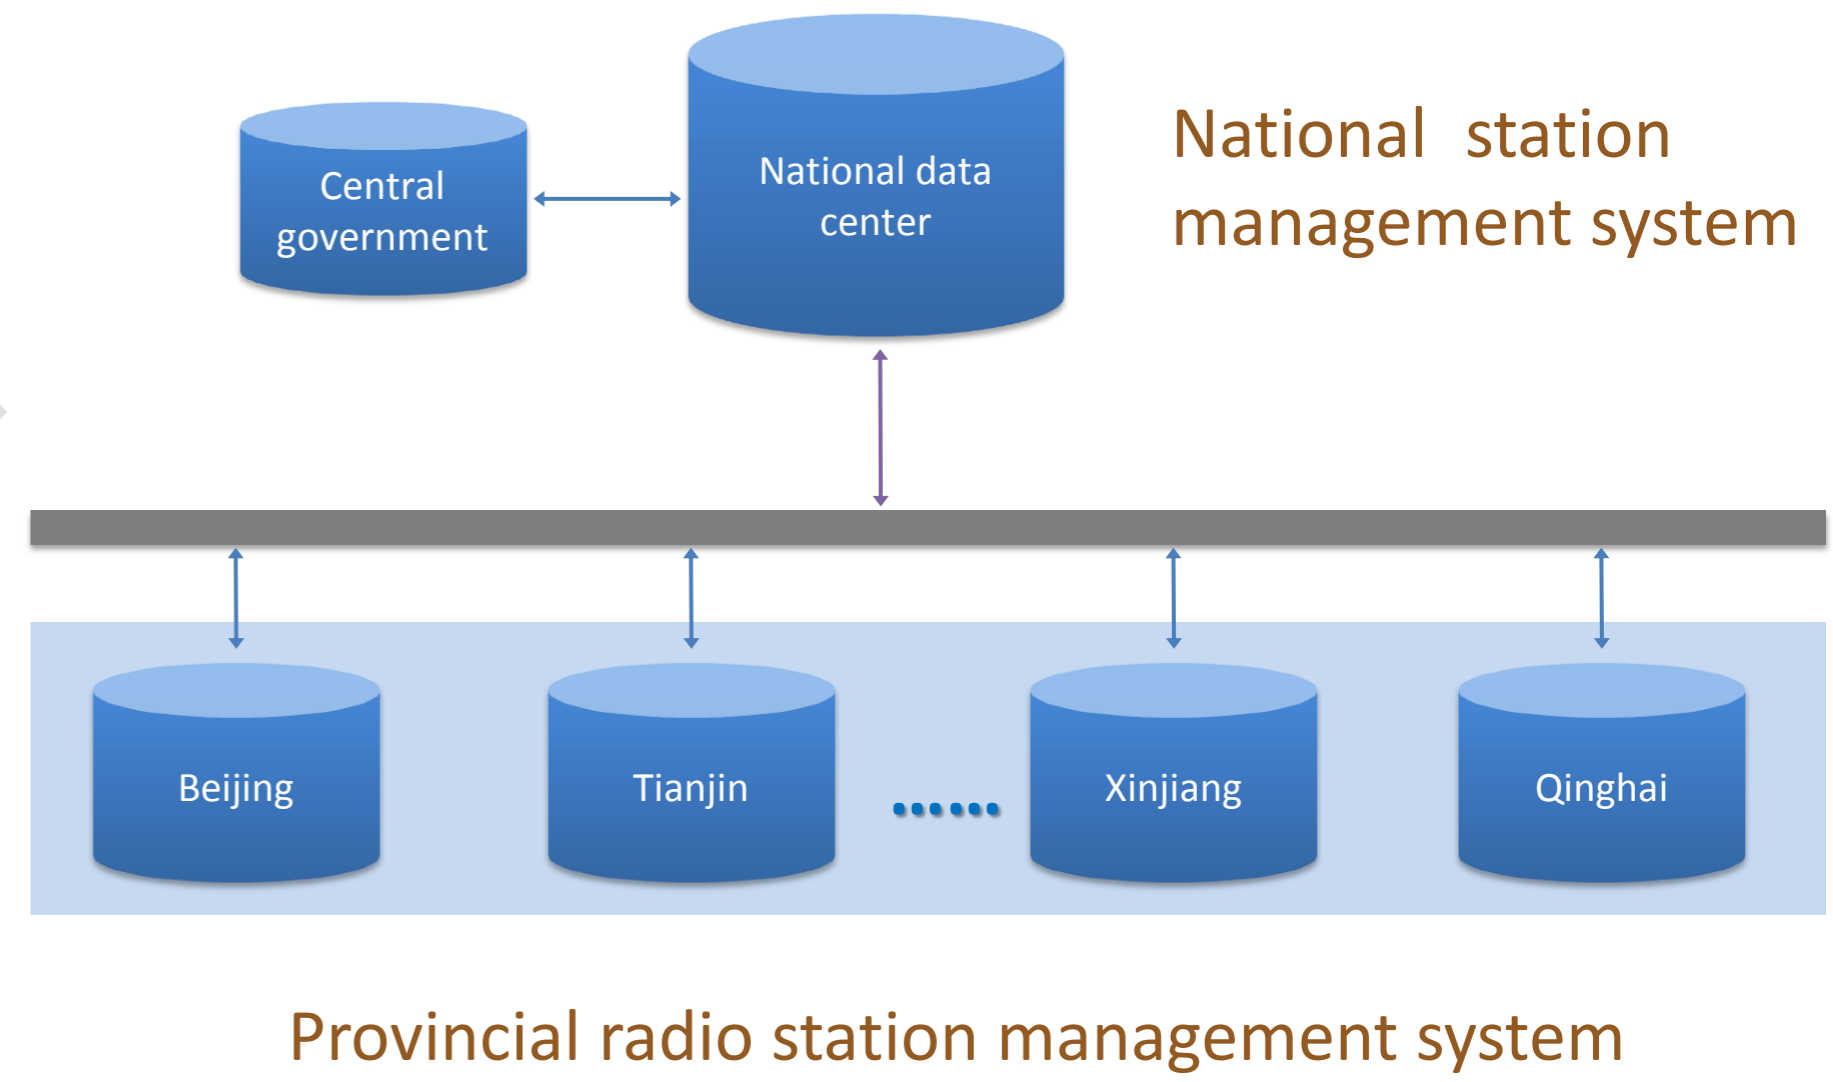 Central
government
National data
center
National station
management system
Beijing
Tianjin
......
Xinjiang
Qinghai
Provincial radio station management system